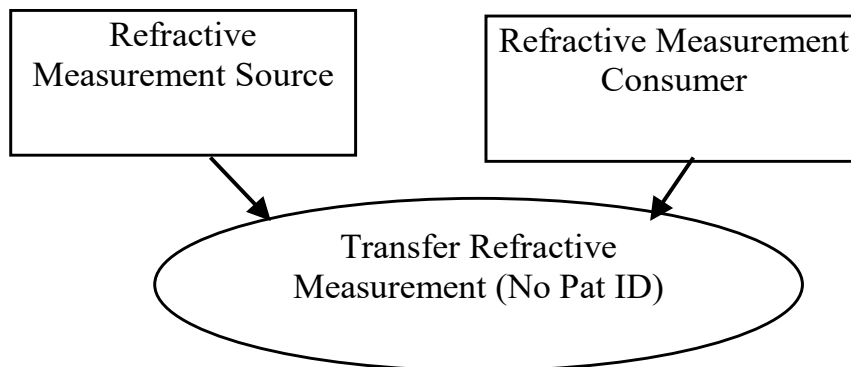 Refractive
Measurement Source
Refractive Measurement
Consumer
Transfer Refractive
Measurement (No Pat ID)